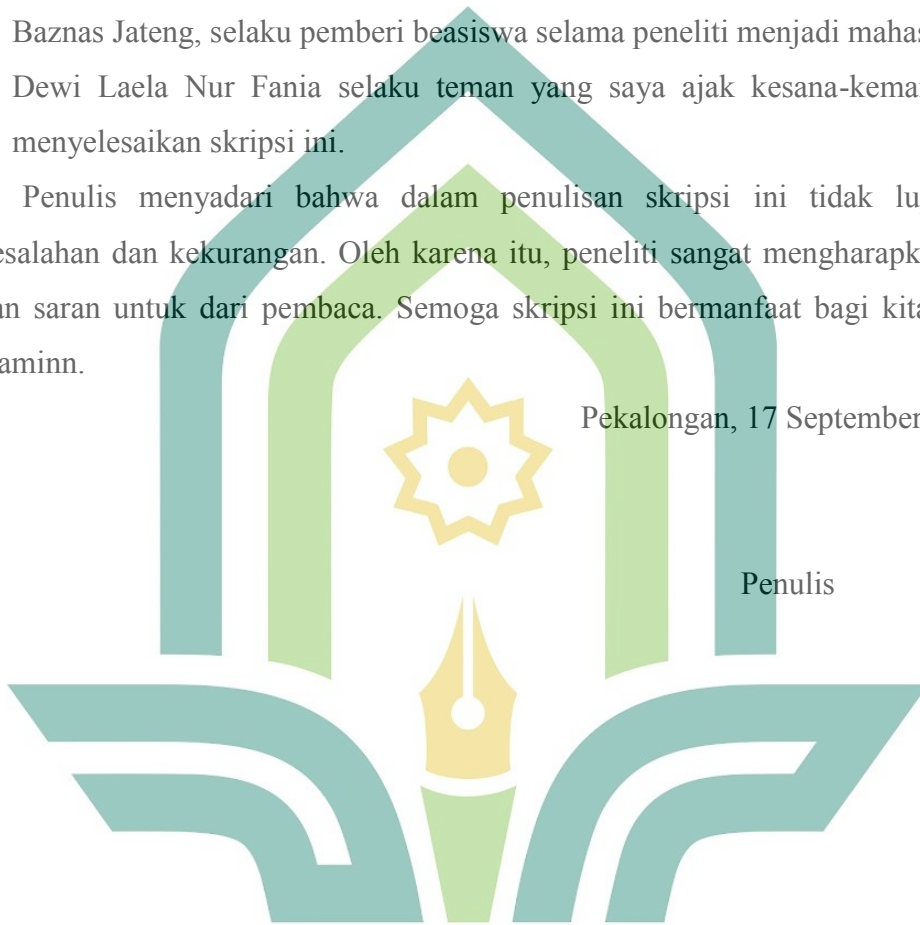 Baznas Jateng, selaku pemberi beasiswa selama peneliti menjadi mahas
Dewi Laela Nur Fania selaku teman yang saya ajak kesana-kema
menyelesaikan skripsi ini.
Penulis menyadari bahwa dalam penulisan skripsi ini tidak lu
esalahan dan kekurangan. Oleh karena itu, peneliti sangat mengharapk
an saran untuk dari pembaca. Semoga skripsi ini bermanfaat bagi kita
aminn.
Pekalongan, 17 September
Penulis